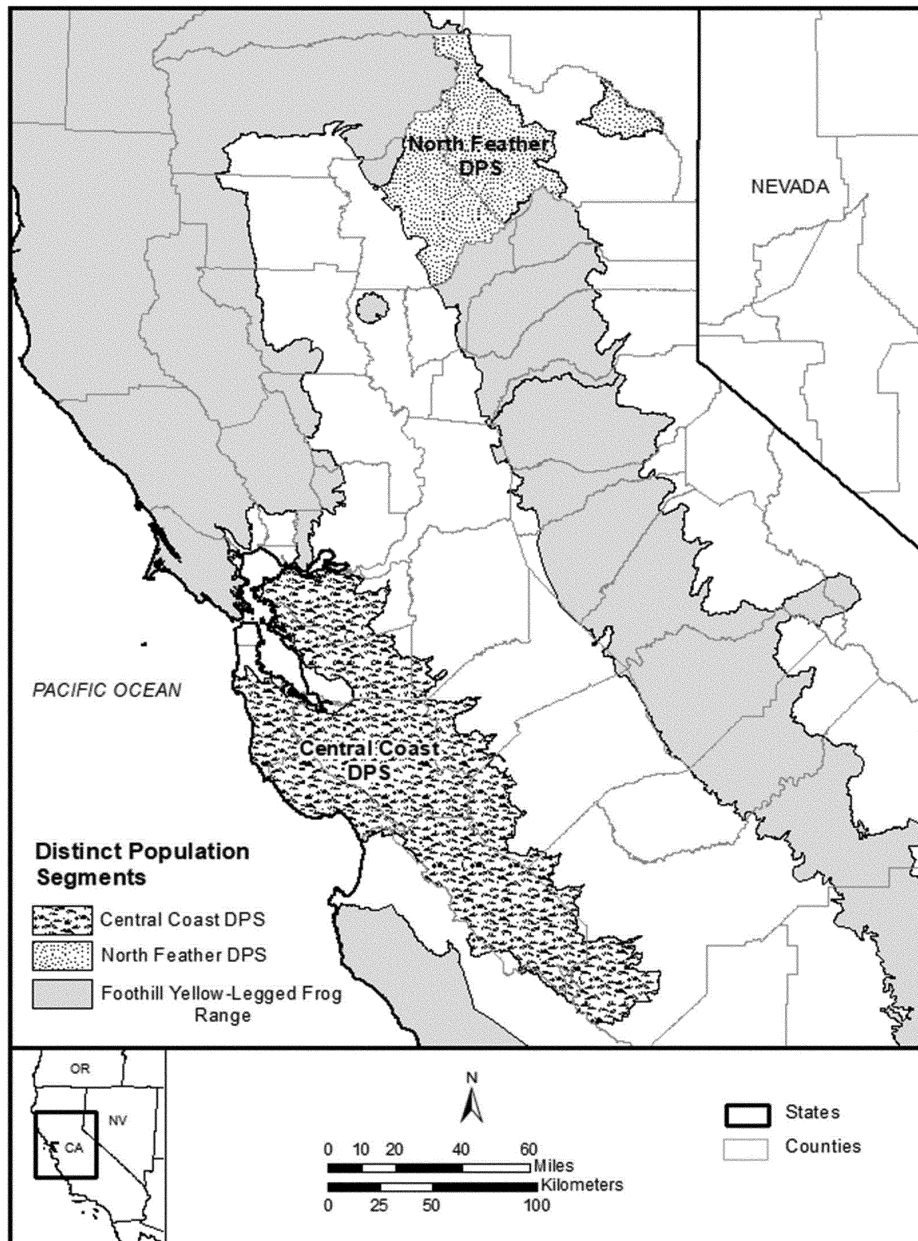 North Feather
DPS
NEVADA
PACIFIC OCEAN
Central Coast
DPS
Distinct Population
Segments
Central Coast DPS
North Feather DPS
Foothill Yellow-Legged Frog
Range
OR
NV
CA
N
0 10 20 40 60
Miles
Kilometers
0 25 50 100
States
Counties